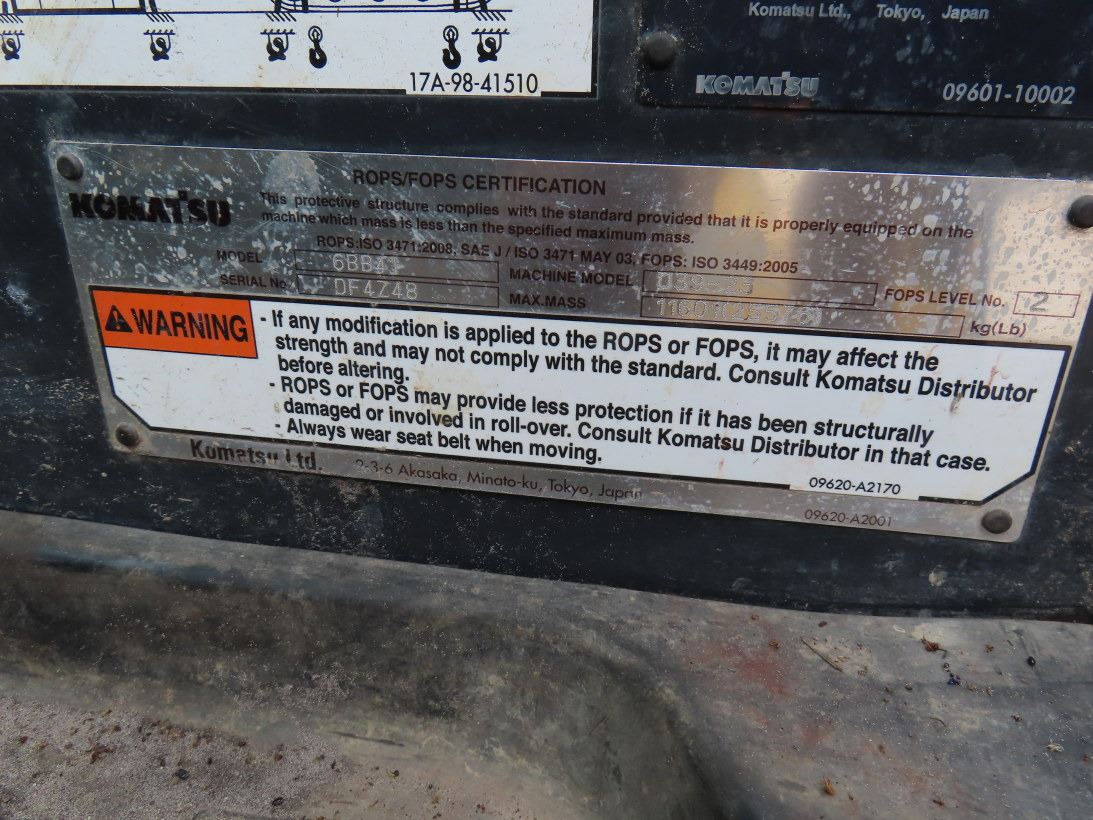 17A-98-41510
Komatsu Ltd., Tokyo, Japan
KOMATSU
09601-10002
KOMATSU
ROPS/FOPS CERTIFICATION
This protective structure complies with the standard provided that it is properly equipped on the
machine which mass is less than the specified maximum mass.
ROPS:ISO 3471:2008, SAE J / ISO 3471 MAY 03, FOPS: ISO 3449:2005
MODEL 6BB43 MACHINE MODEL FOPS LEVEL No. 2
SERIAL No. DF4Z48 MAX.MASS kg(Lb)
WARNING
- If any modification is applied to the ROPS or FOPS, it may affect the
strength and may not comply with the standard. Consult Komatsu Distributor
before altering.
- ROPS or FOPS may provide less protection if it has been structurally
damaged or involved in roll-over. Consult Komatsu Distributor in that case.
- Always wear seat belt when moving.
09620-A2170
Komatsu Ltd. 2-3-6 Akasaka, Minato-ku, Tokyo, Japan
09620-A2001